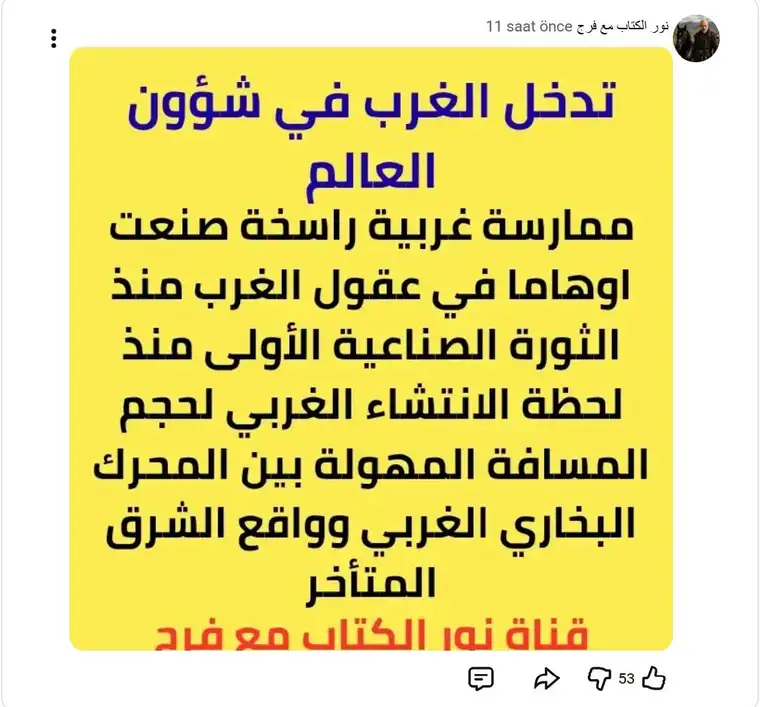 نور الكتاب مع فرج 11 saat önce
تدخل الغرب في شؤون
العالم
ممارسة غربية راسخة صنعت
اوهاما في عقول الغرب منذ
الثورة الصناعية الأولى منذ
لحظة الانتشاء الغربي لحجم
المسافة المهولة بين المحرك
البخاري الغربي وواقع الشرق
المتأخر
قناة نور الكتاب مع فرج
53